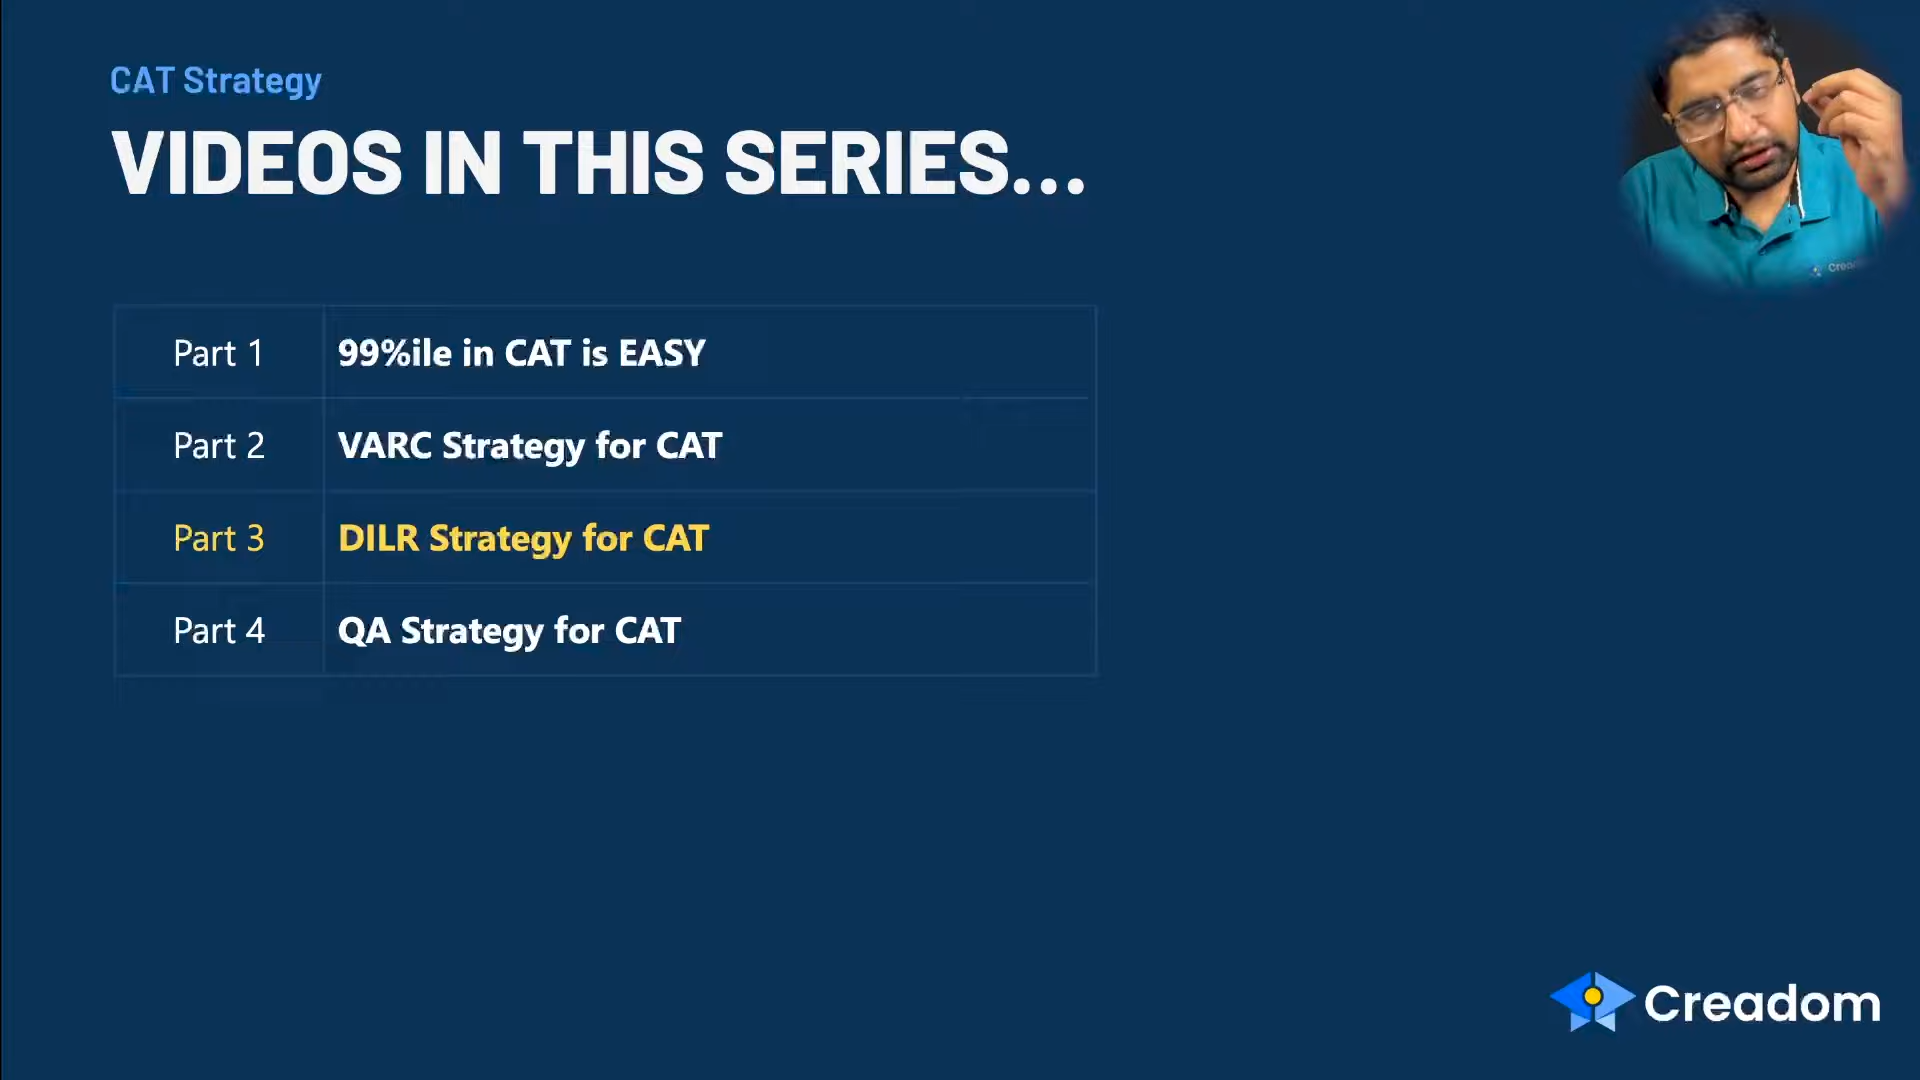 CAT Strategy
VIDEOS IN THIS SERIES...
Part 1 99%ile in CAT is EASY
Part 2 VARC Strategy for CAT
Part 3 DILR Strategy for CAT
Part 4 QA Strategy for CAT
Creadom